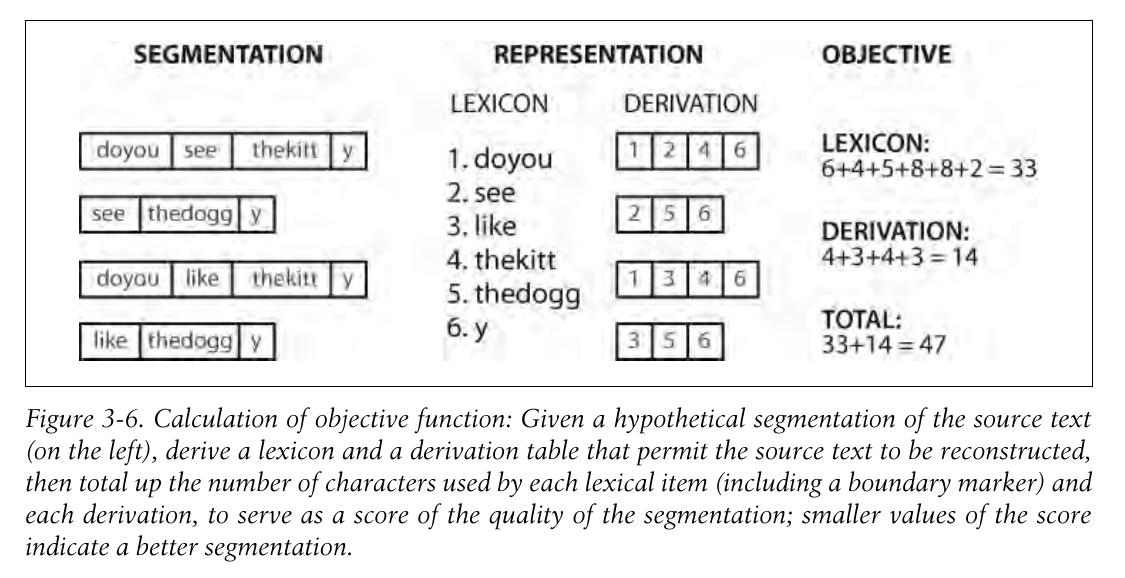 SEGMENTATION REPRESENTATION OBJECTIVE
LEXICON DERIVATION
doyou see thekitt y
see thedogg y
doyou like thekitt y
like thedogg y
1. doyou
2. see
3. like
4. thekitt
5. thedogg
6. y
1 2 4 6
2 5 6
1 3 4 6
3 5 6
LEXICON:
6+4+5+8+8+2 = 33
DERIVATION:
4+3+4+3 = 14
TOTAL:
33+14 = 47
Figure 3-6. Calculation of objective function: Given a hypothetical segmentation of the source text
(on the left), derive a lexicon and a derivation table that permit the source text to be reconstructed,
then total up the number of characters used by each lexical item (including a boundary marker) and
each derivation, to serve as a score of the quality of the segmentation; smaller values of the score
indicate a better segmentation.